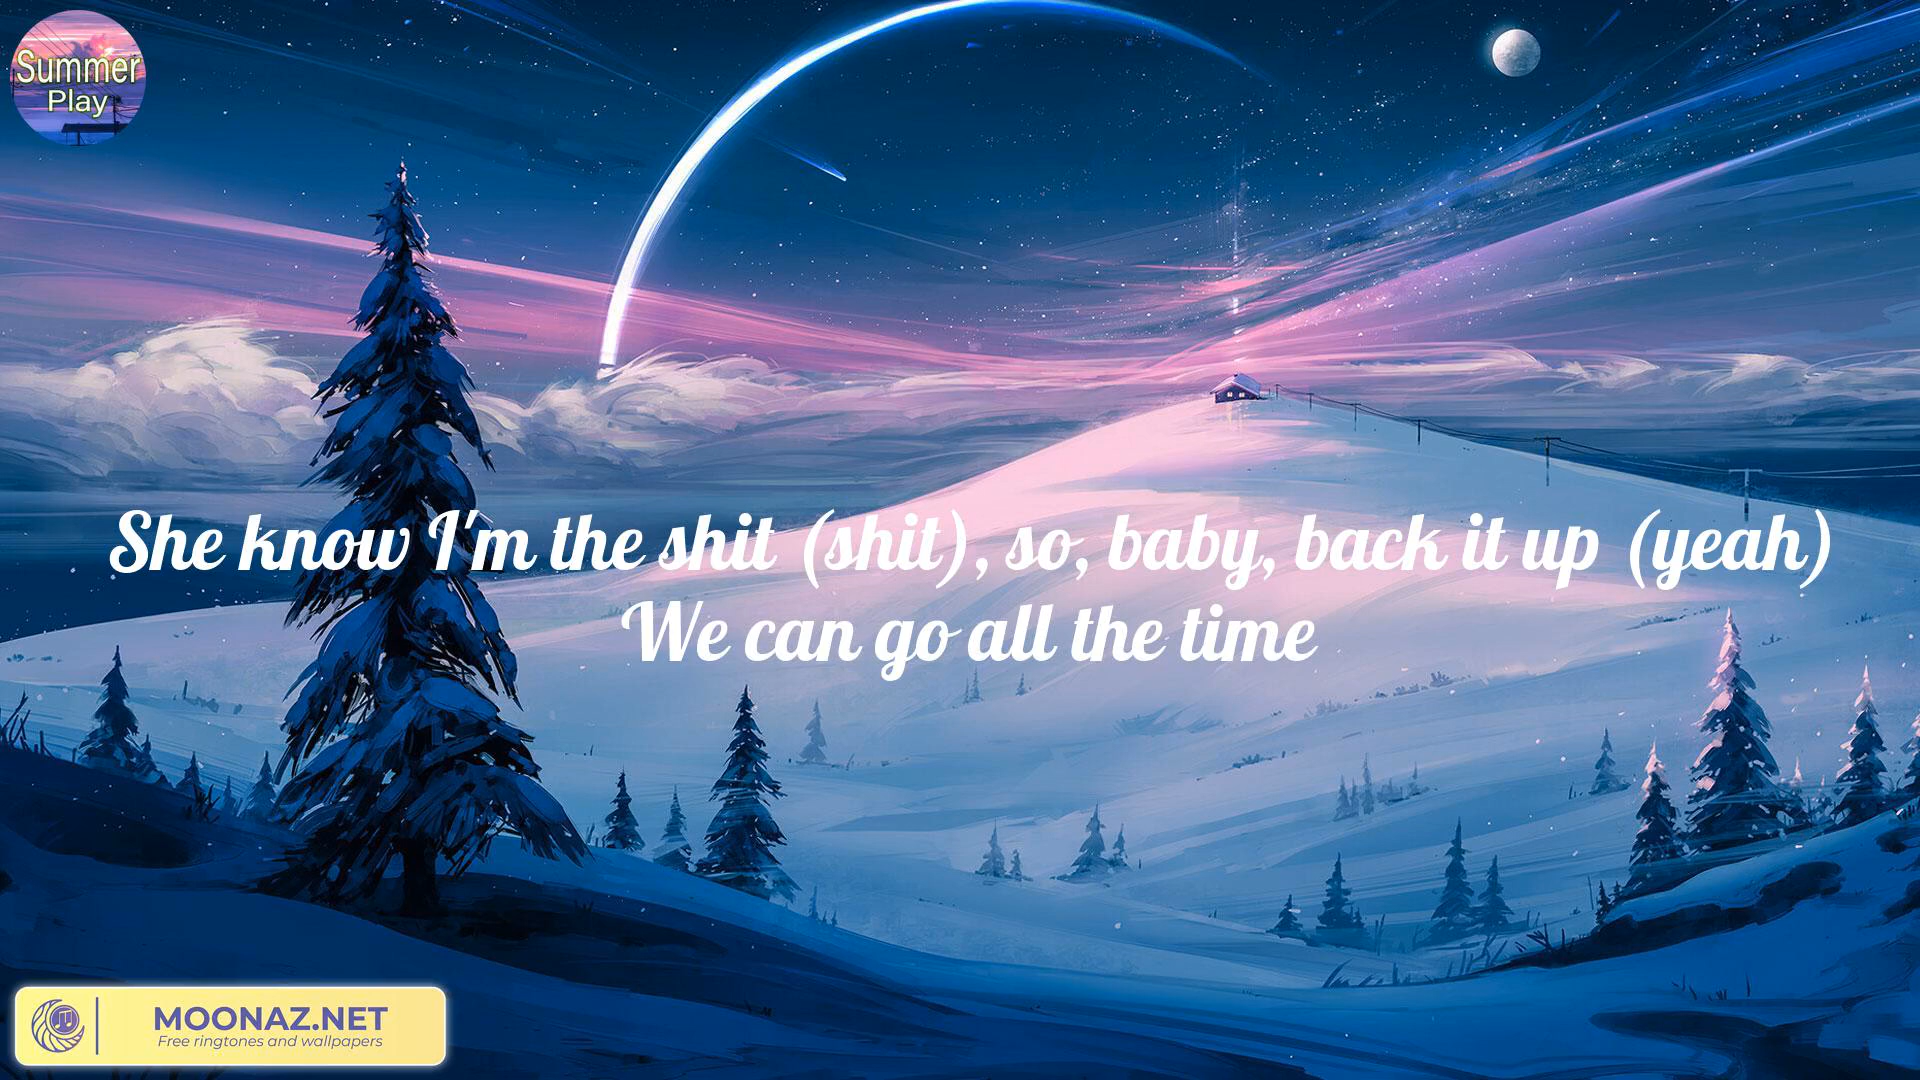 Summer
Play
She know I'm the shit (shit), so, baby, back it up (yeah)
We can go all the time
MOONAZ.NET
Free ringtones and wallpapers